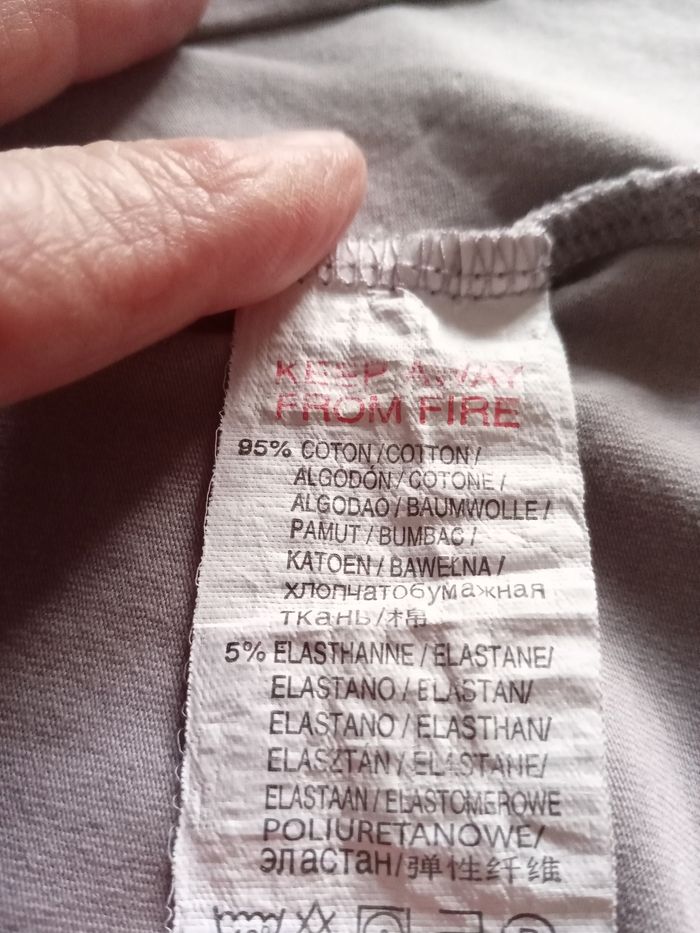 KEEP AWAY
FROM FIRE
95% COTON/COTTON/
ALGODÓN/COTONE/
ALGODAO/BAUMWOLLE/
PAMUT/BUMBAC/
KATOEN/BAWEŁNA/
хлопчатобумажная
ткань/棉
5% ELASTHANNE/ELASTANE/
ELASTANO/ELASTAN/
ELASTANO/ELASTHAN/
ELASZTÁN/ELASTANE/
ELASTAAN/ELASTOMEROWE
POLIURETANOWE/
эластан/弹性纤维